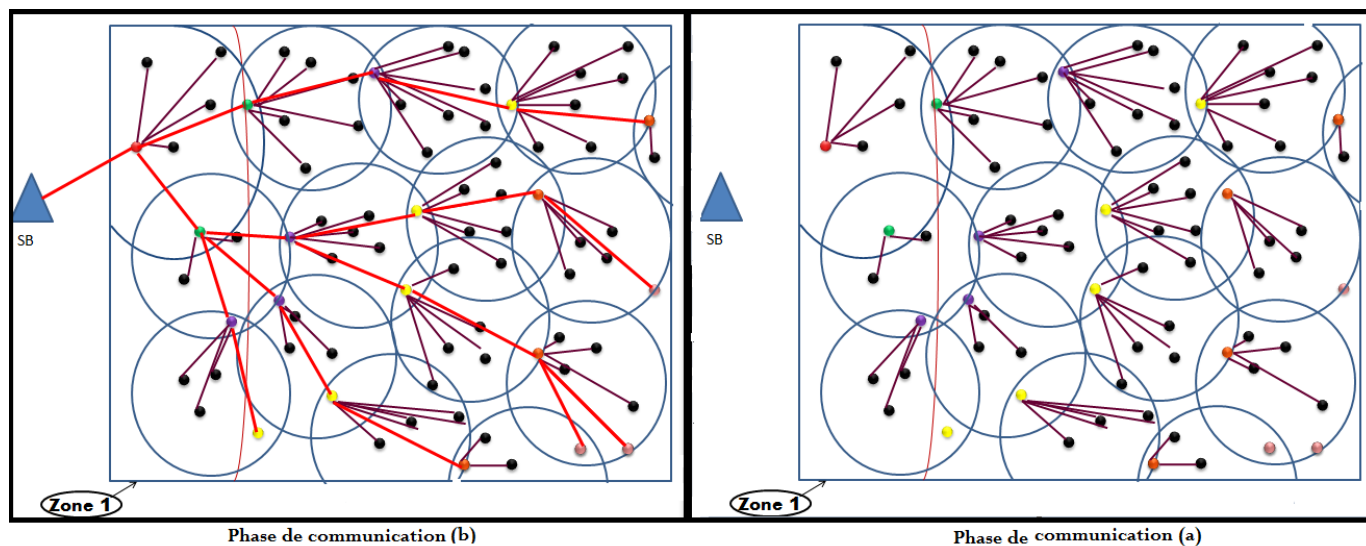 SB
SB
Zone 1
Zone 1
Phase de communication (b)
Phase de communication (a)